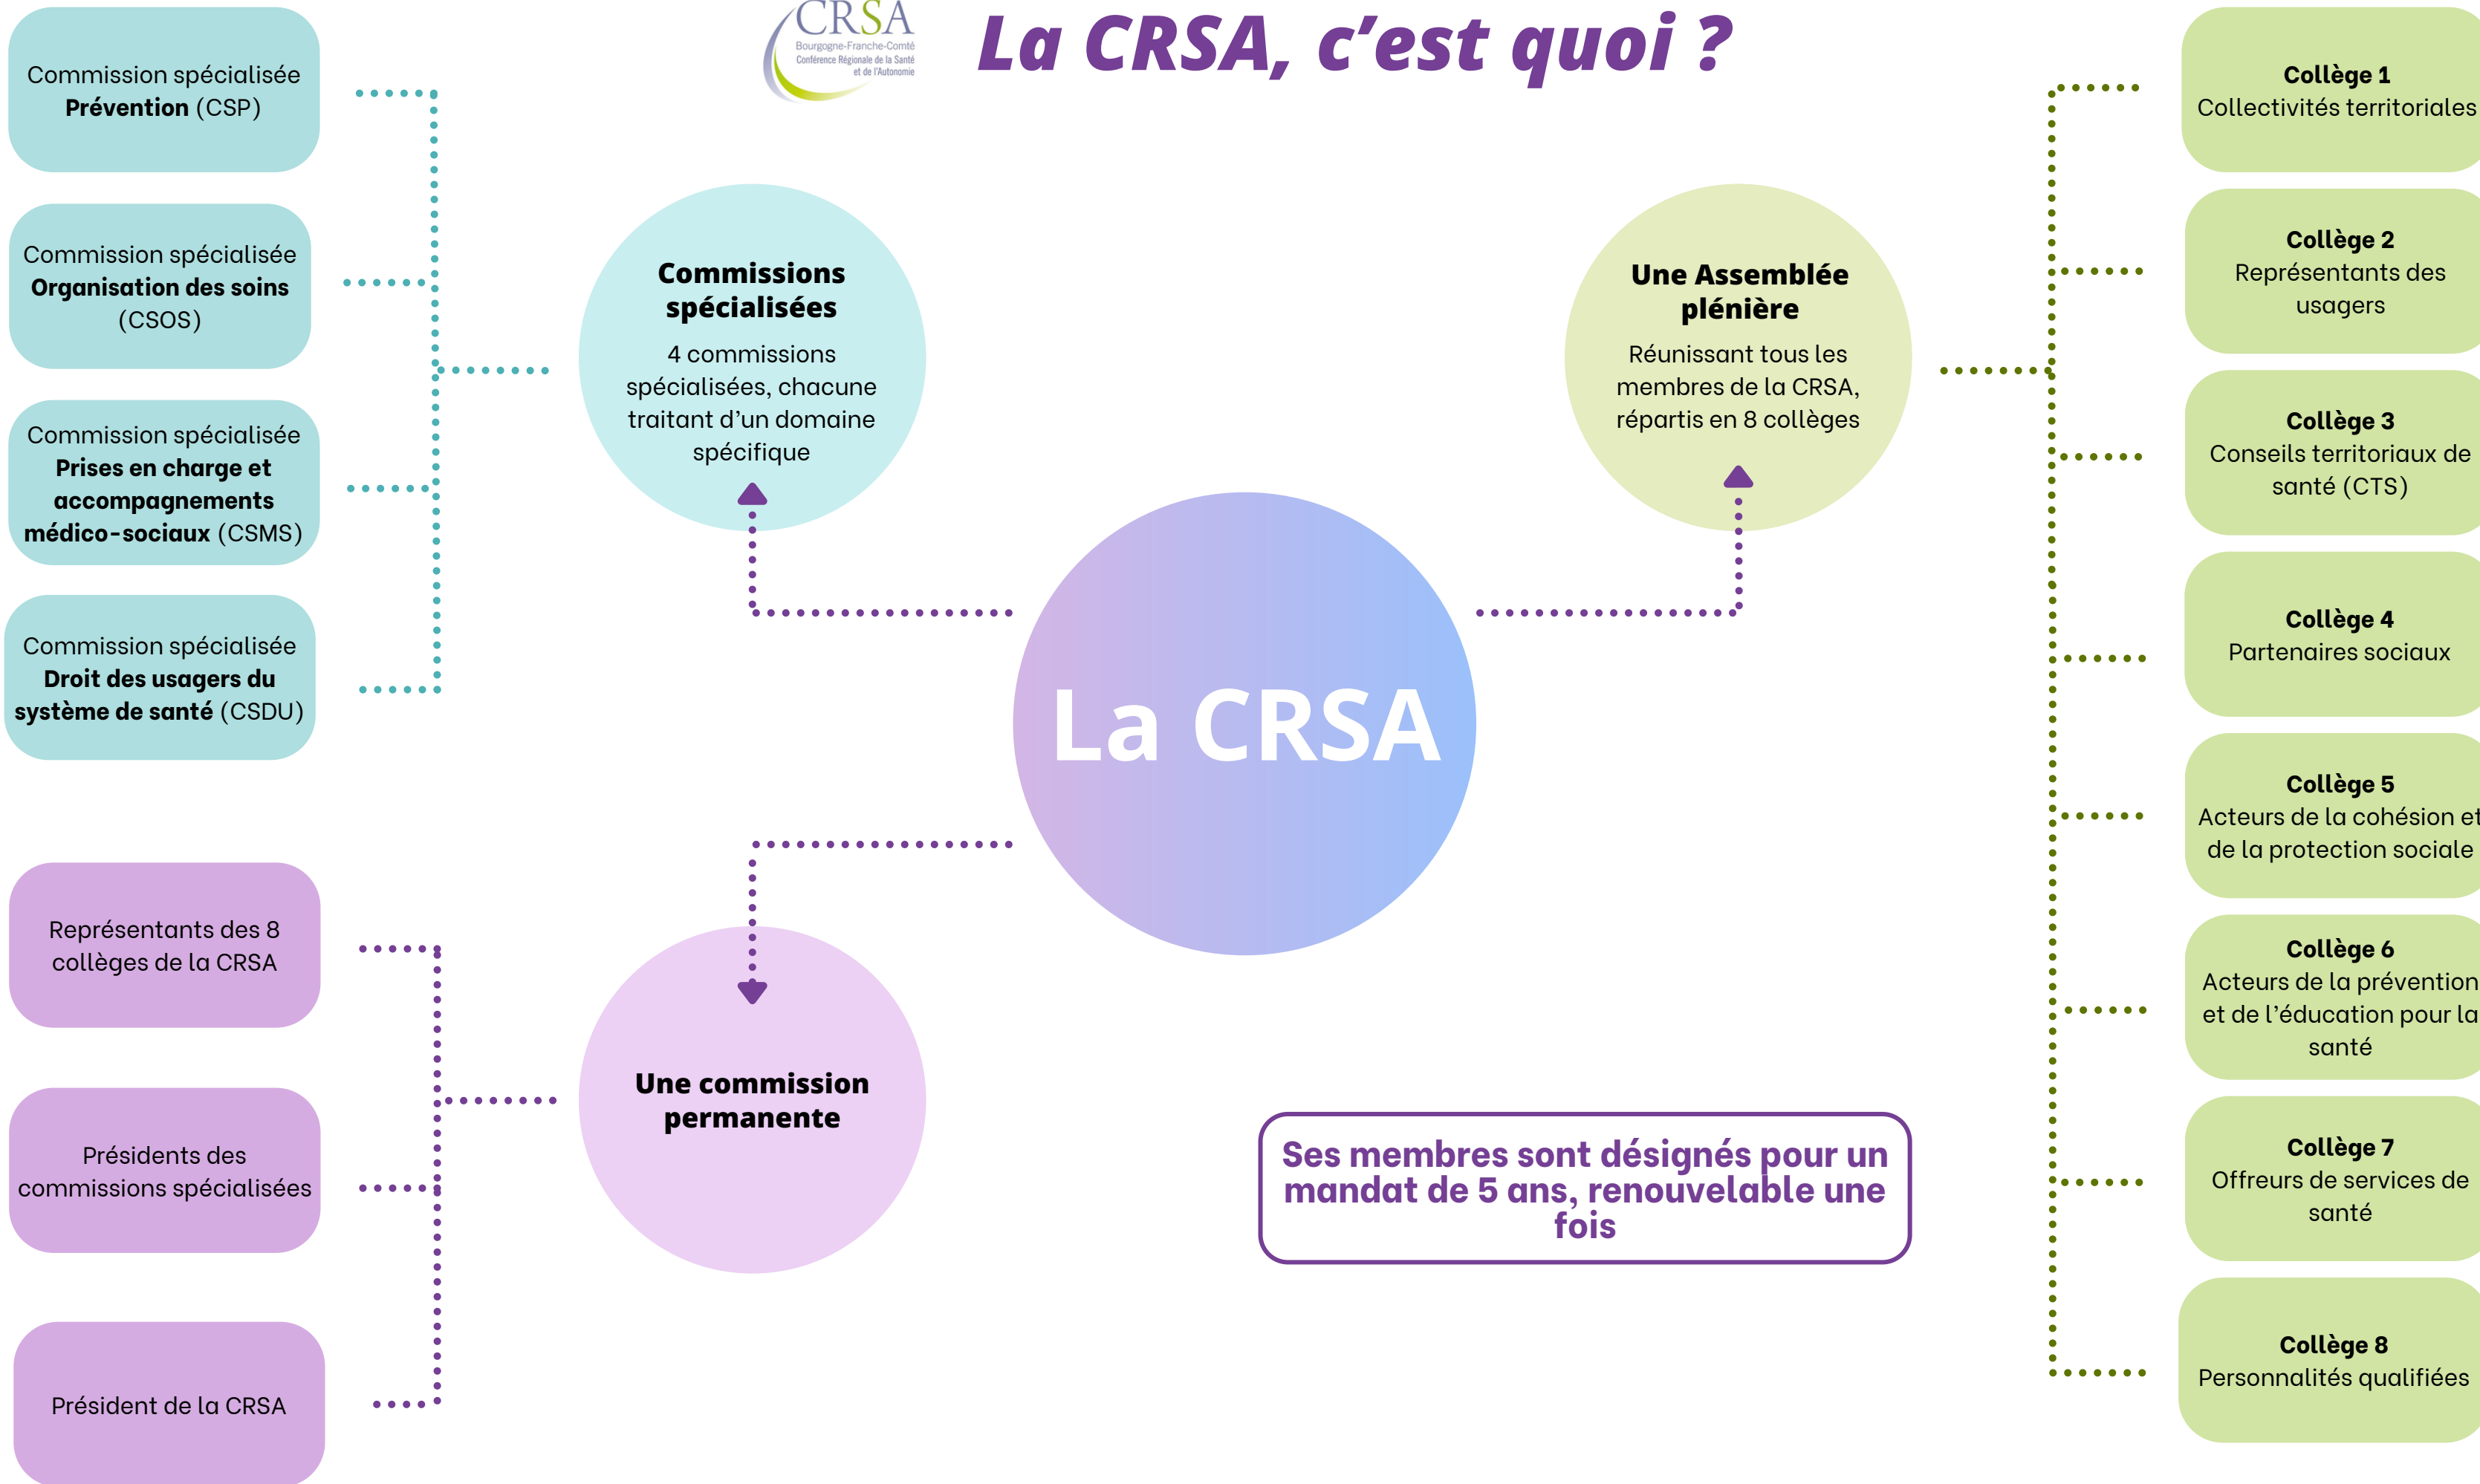 CRSA
Bourgogne-Franche-Comté
Conférence Régionale de la Santé
et de l'Autonomie
La CRSA, c'est quoi ?
Commission spécialisée
Prévention (CSP)
Commission spécialisée
Organisation des soins
(CSOS)
Commission spécialisée
Prises en charge et
accompagnements
médico-sociaux (CSMS)
Commission spécialisée
Droit des usagers du
système de santé (CSDU)
Commissions
spécialisées
4 commissions
spécialisées, chacune
traitant d'un domaine
spécifique
Une Assemblée
plénière
Réunissant tous les
membres de la CRSA,
répartis en 8 collèges
La CRSA
Représentants des 8
collèges de la CRSA
Présidents des
commissions spécialisées
Président de la CRSA
Une commission
permanente
Ses membres sont désignés pour un
mandat de 5 ans, renouvelable une
fois
Collège 1
Collectivités territoriales
Collège 2
Représentants des
usagers
Collège 3
Conseils territoriaux de
santé (CTS)
Collège 4
Partenaires sociaux
Collège 5
Acteurs de la cohésion et
de la protection sociale
Collège 6
Acteurs de la prévention
et de l'éducation pour la
santé
Collège 7
Offreurs de services de
santé
Collège 8
Personnalités qualifiées